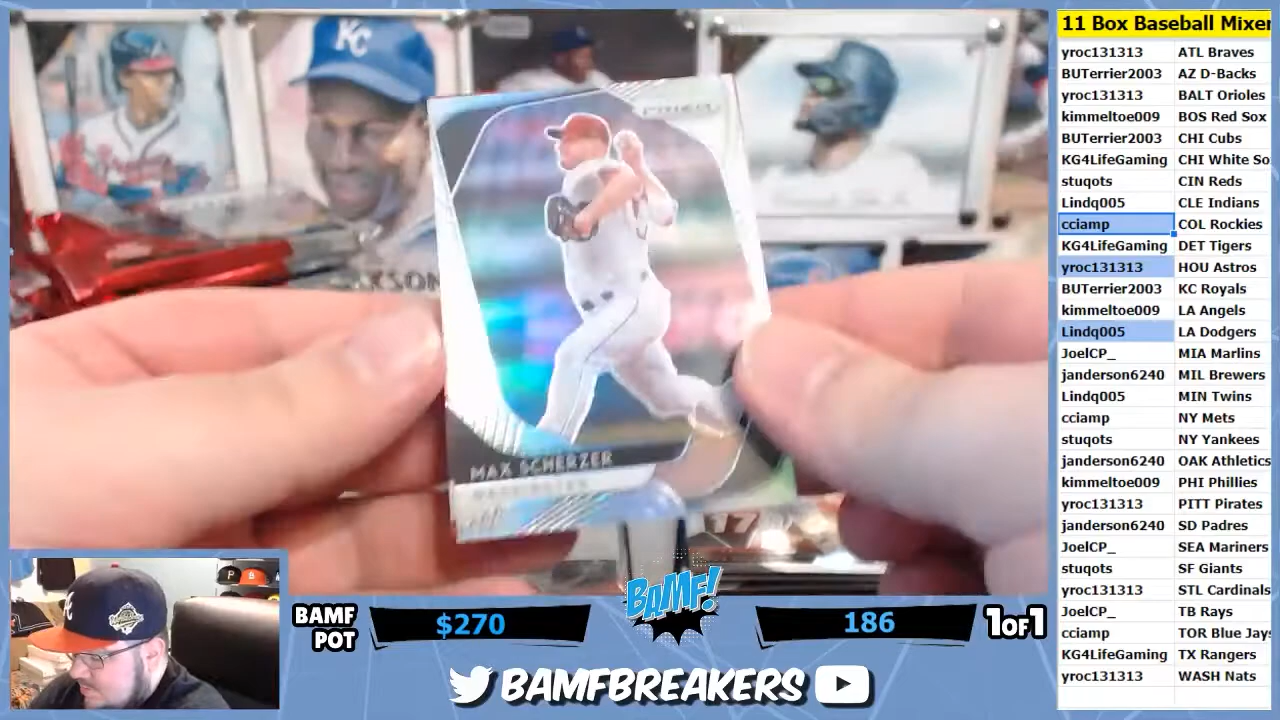 11 Box Baseball Mixer
yroc131313 ATL Braves
BUTerrier2003 AZ D-Backs
yroc131313 BALT Orioles
kimmeltoe009 BOS Red Sox
BUTerrier2003 CHI Cubs
KG4LifeGaming CHI White So
stuqots CIN Reds
Lindq005 CLE Indians
cciamp COL Rockies
KG4LifeGaming DET Tigers
yroc131313 HOU Astros
BUTerrier2003 KC Royals
kimmeltoe009 LA Angels
Lindq005 LA Dodgers
JoelCP_ MIA Marlins
janderson6240 MIL Brewers
Lindq005 MIN Twins
cciamp NY Mets
stuqots NY Yankees
janderson6240 OAK Athletics
kimmeltoe009 PHI Phillies
yroc131313 PITT Pirates
janderson6240 SD Padres
JoelCP_ SEA Mariners
stuqots SF Giants
yroc131313 STL Cardinals
JoelCP_ TB Rays
cciamp TOR Blue Jays
KG4LifeGaming TX Rangers
yroc131313 WASH Nats
KC
PRIZM
MAX SCHERZER
BAMF POT
$270
BAMF!
186
1OF1
BAMFBREAKERS